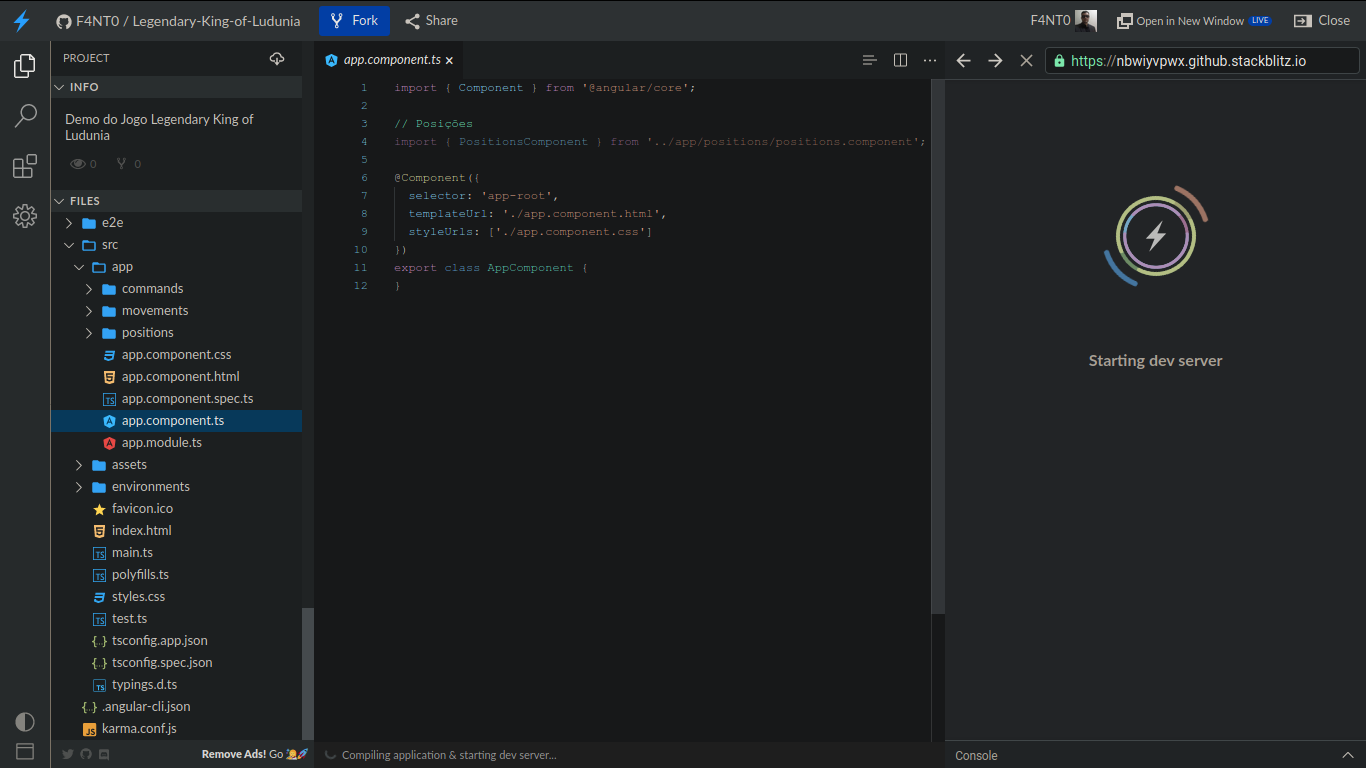 F4NT0 / Legendary-King-of-Ludunia
Fork
Share
F4NT0
Open in New Window LIVE
Close
PROJECT
INFO
Demo do Jogo Legendary King of
Ludunia
0 0
FILES
e2e
src
app
commands
movements
positions
app.component.css
app.component.html
TS app.component.spec.ts
app.component.ts
app.module.ts
assets
environments
favicon.ico
index.html
TS main.ts
TS polyfills.ts
styles.css
TS test.ts
{..} tsconfig.app.json
{..} tsconfig.spec.json
TS typings.d.ts
{..} .angular-cli.json
JS karma.conf.js
Remove Ads! Go
app.component.ts ×
1 import { Component } from '@angular/core';
2
3 // Posições
4 import { PositionsComponent } from '../app/positions/positions.component';
5
6 @Component({
7 selector: 'app-root',
8 templateUrl: './app.component.html',
9 styleUrls: ['./app.component.css']
10 })
11 export class AppComponent {
12 }
Compiling application & starting dev server...
https://nbwiyvpwx.github.stackblitz.io
Starting dev server
Console